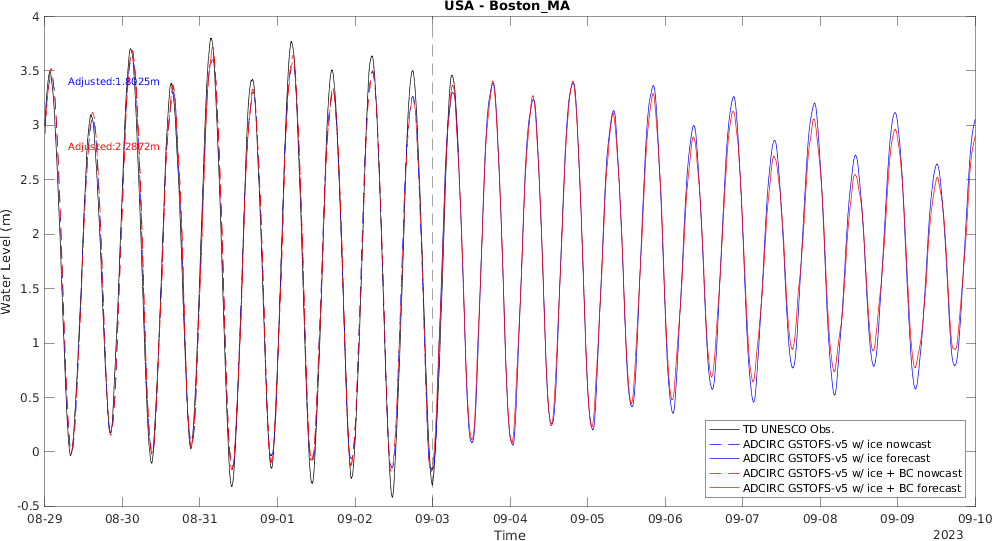 USA - Boston_MA
4
3.5
3
2.5
2
1.5
1
0.5
0
-0.5
Water Level (m)
Adjusted:1.8025m
Adjusted:2.2872m
TD UNESCO Obs.
ADCIRC GSTOFS-v5 w/ ice nowcast
ADCIRC GSTOFS-v5 w/ ice forecast
ADCIRC GSTOFS-v5 w/ ice + BC nowcast
ADCIRC GSTOFS-v5 w/ ice + BC forecast
08-29 08-30 08-31 09-01 09-02 09-03 09-04 09-05 09-06 09-07 09-08 09-09 09-10
Time
2023